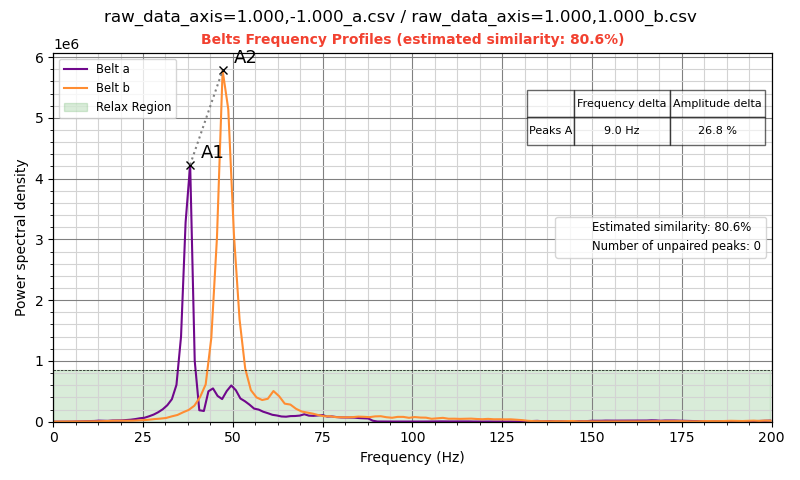 raw_data_axis=1.000,-1.000_a.csv / raw_data_axis=1.000,1.000_b.csv
Belts Frequency Profiles (estimated similarity: 80.6%)
1e6
Belt a
Belt b
Relax Region
A2
A1
Frequency delta Amplitude delta
Peaks A 9.0 Hz 26.8 %
Estimated similarity: 80.6%
Number of unpaired peaks: 0
6
5
4
3
2
1
0
Power spectral density
0 25 50 75 100 125 150 175 200
Frequency (Hz)